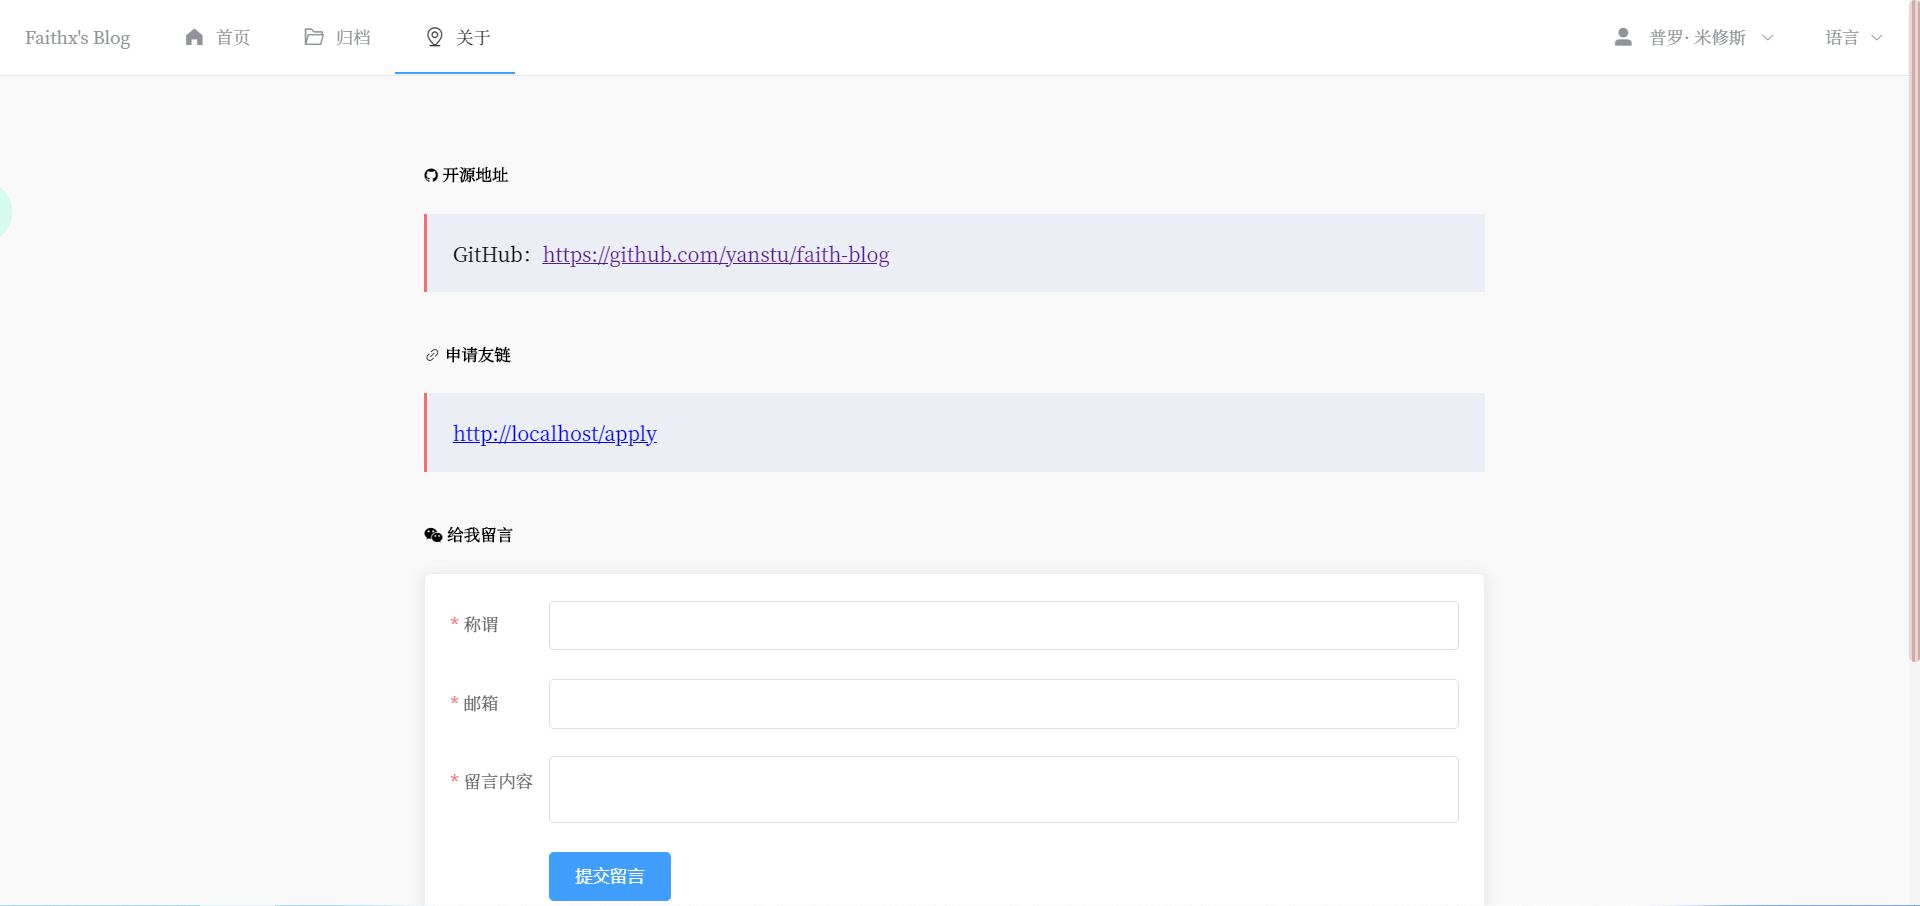 Faithx's Blog 首页 归档 关于 普罗· 米修斯 语言
开源地址
GitHub：https://github.com/yanstu/faith-blog
申请友链
http://localhost/apply
给我留言
* 称谓
* 邮箱
* 留言内容
提交留言